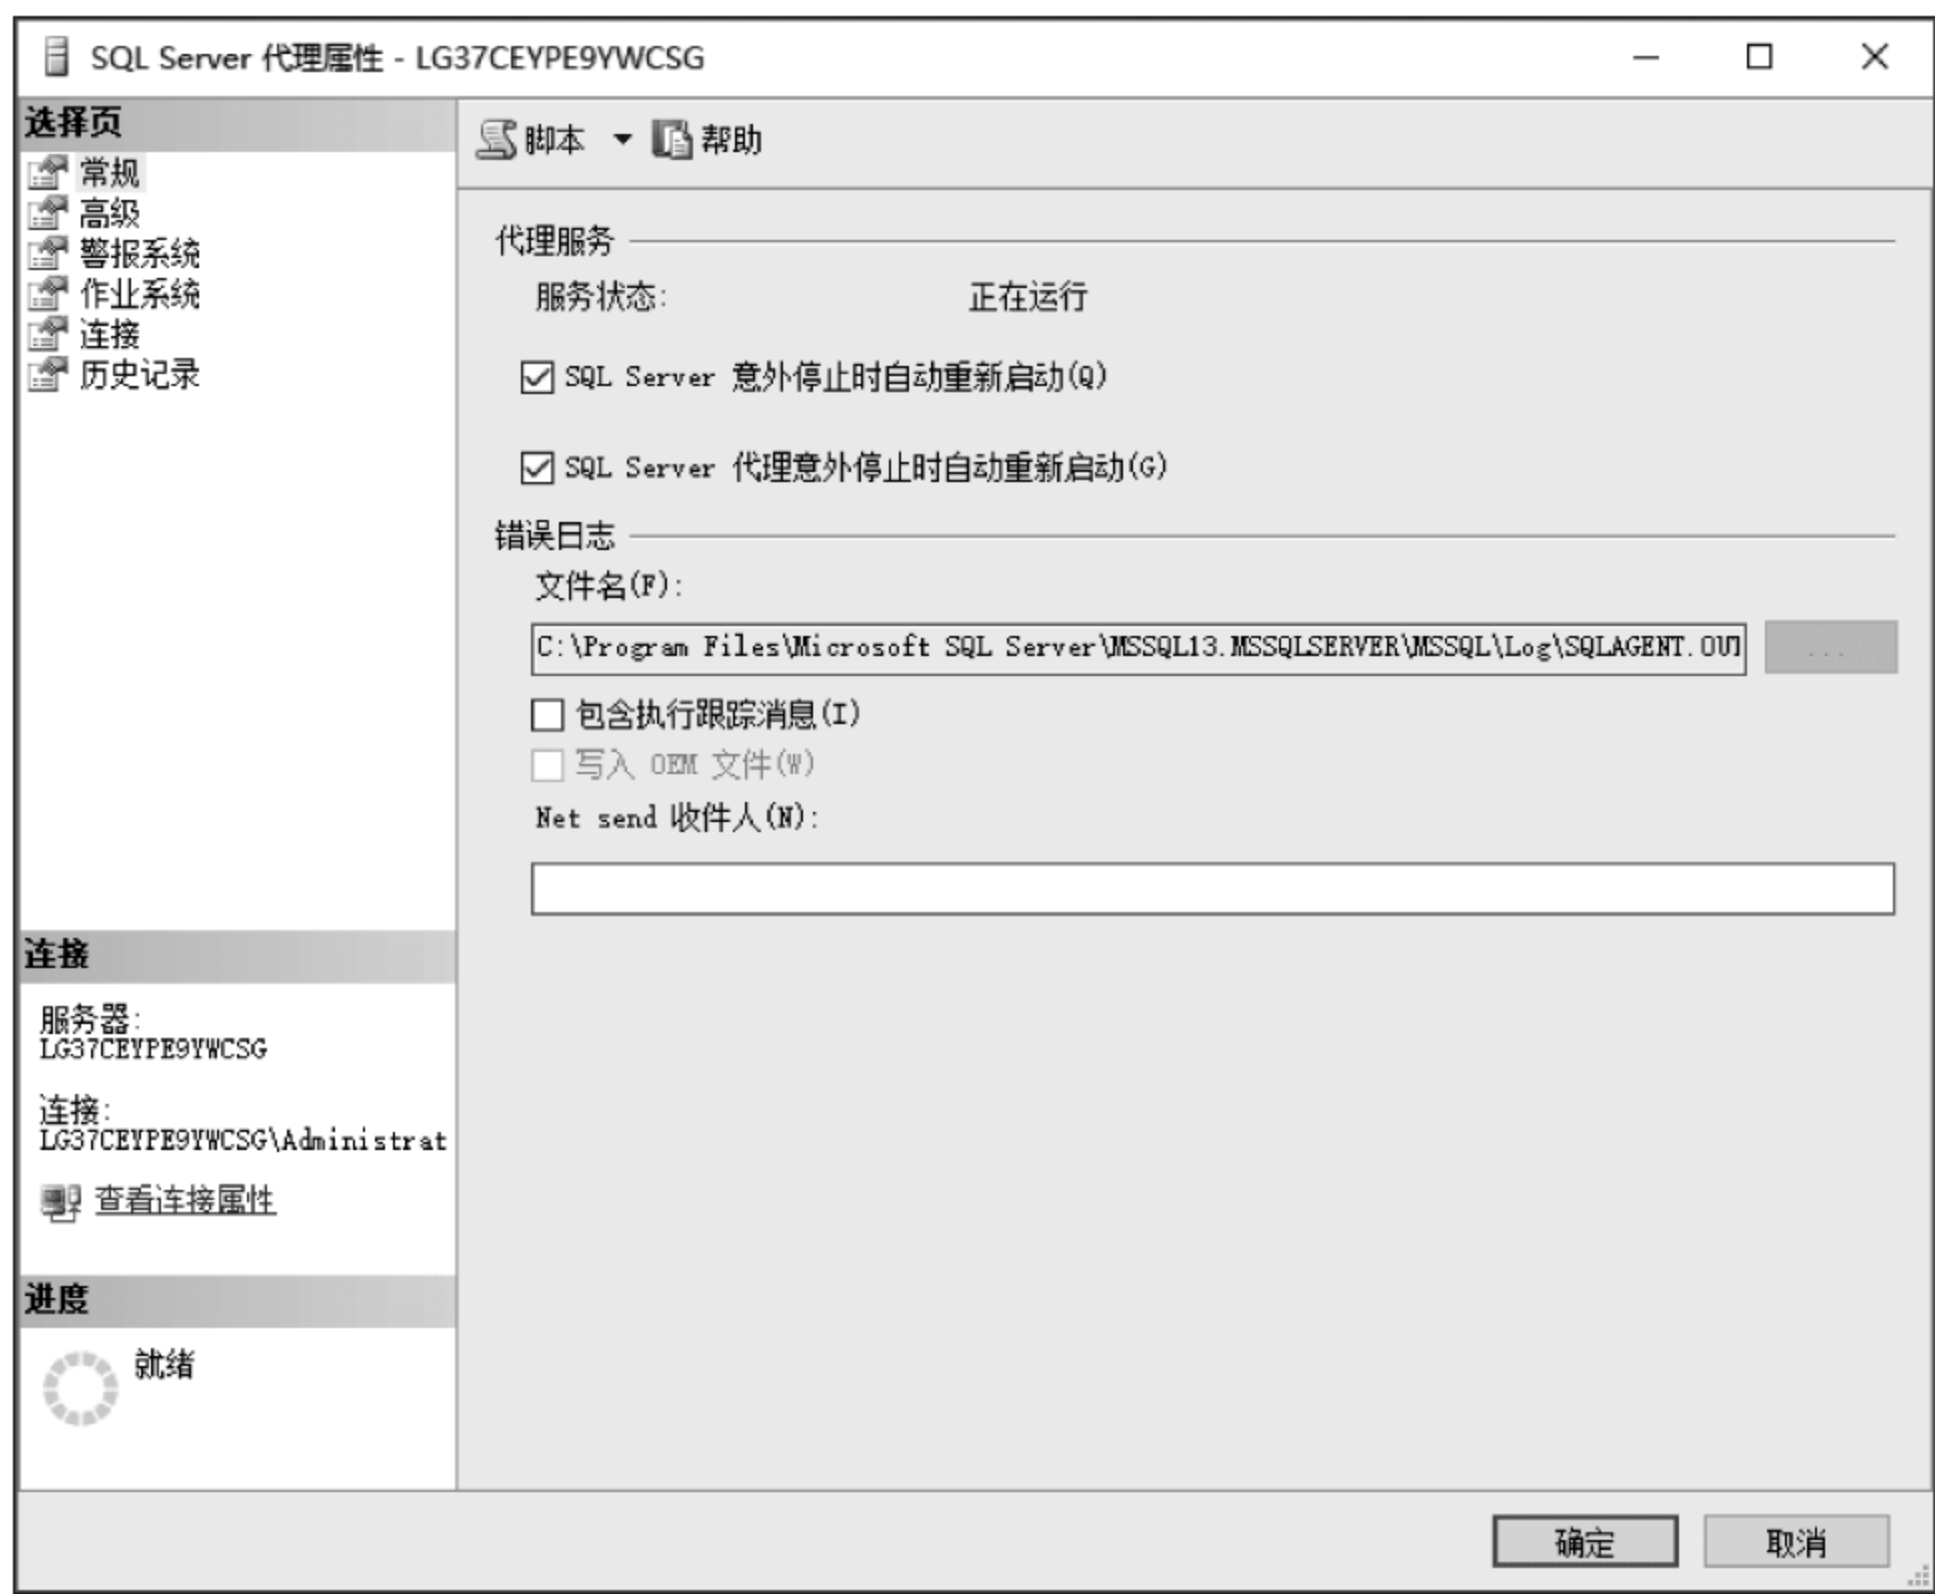 SQL Server 代理属性 - LG37CEYPE9YWCSG
选择页
常规
高级
警报系统
作业系统
连接
历史记录
脚本
帮助
代理服务
服务状态:
正在运行
SQL Server 意外停止时自动重新启动(Q)
SQL Server 代理意外停止时自动重新启动(G)
错误日志
文件名(F):
C:\Program Files\Microsoft SQL Server\MSSQL13.MSSQLSERVER\MSSQL\Log\SQLAGENT.OUT
...
包含执行跟踪消息(I)
写入 OEM 文件(W)
Net send 收件人(N):
连接
服务器:
LG37CEYPE9YWCSG
连接:
LG37CEYPE9YWCSG\Administrat
查看连接属性
进度
就绪
确定
取消